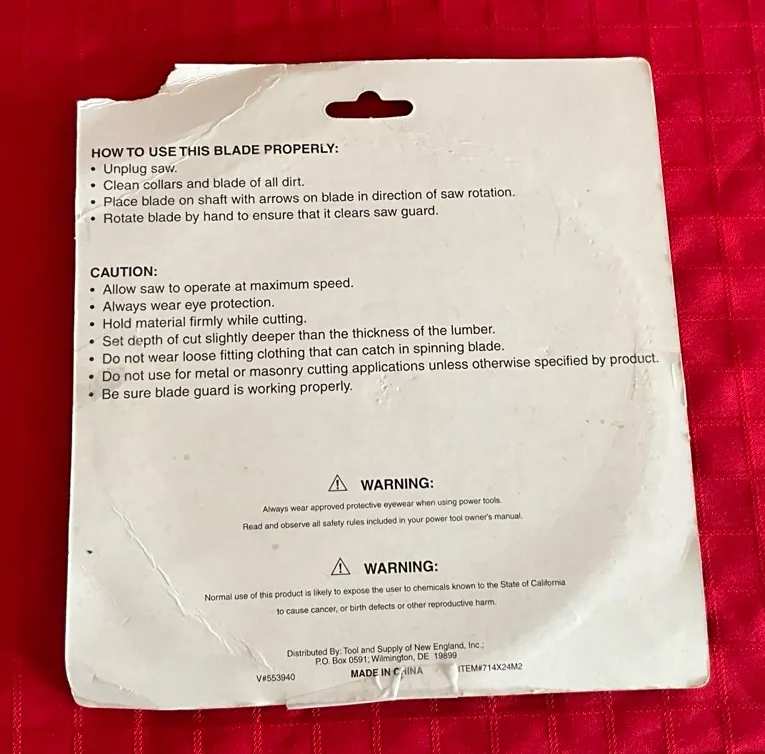 HOW TO USE THIS BLADE PROPERLY:
• Unplug saw.
• Clean collars and blade of all dirt.
• Place blade on shaft with arrows on blade in direction of saw rotation.
• Rotate blade by hand to ensure that it clears saw guard.
CAUTION:
• Allow saw to operate at maximum speed.
• Always wear eye protection.
• Hold material firmly while cutting.
• Set depth of cut slightly deeper than the thickness of the lumber.
• Do not wear loose fitting clothing that can catch in spinning blade.
• Do not use for metal or masonry cutting applications unless otherwise specified by product.
• Be sure blade guard is working properly.
⚠ WARNING:
Always wear approved protective eyewear when using power tools.
Read and observe all safety rules included in your power tool owner's manual.
⚠ WARNING:
Normal use of this product is likely to expose the user to chemicals known to the State of California
to cause cancer, or birth defects or other reproductive harm.
Distributed By: Tool and Supply of New England, Inc.;
P.O. Box 0591; Wilmington, DE 19899
V#553940 MADE IN CHINA ITEM#714X24M2